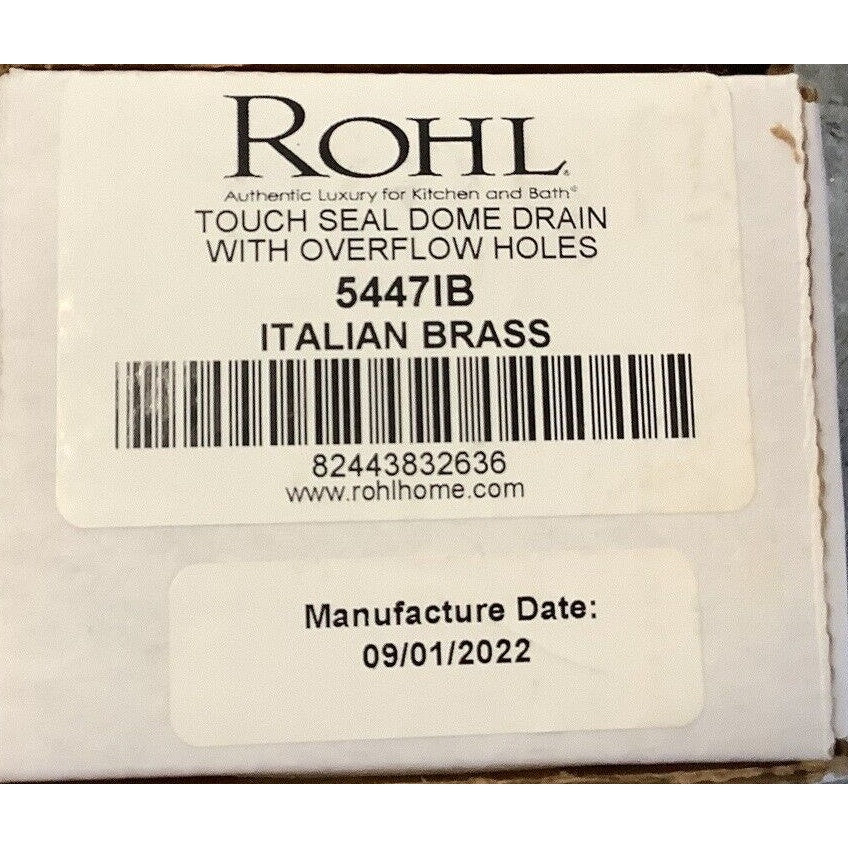 ROHL®
Authentic Luxury for Kitchen and Bath®
TOUCH SEAL DOME DRAIN
WITH OVERFLOW HOLES
5447IB
ITALIAN BRASS
82443832636
www.rohlhome.com
Manufacture Date:
09/01/2022